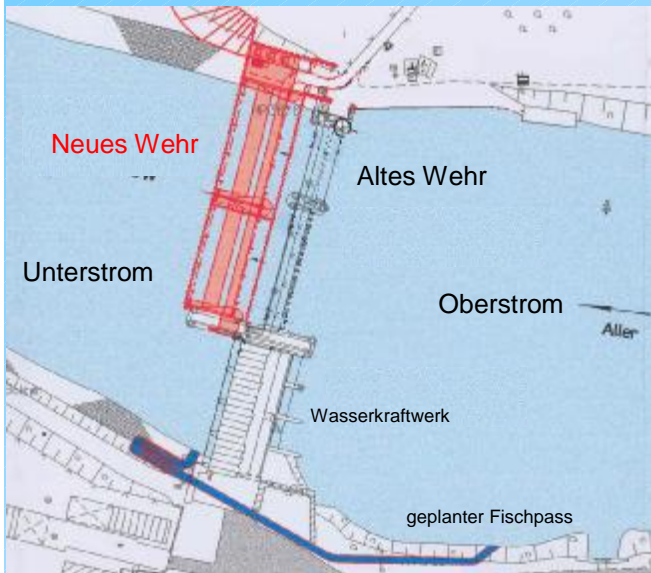 Neues Wehr
Altes Wehr
Unterstrom
Oberstrom
Aller
Wasserkraftwerk
geplanter Fischpass